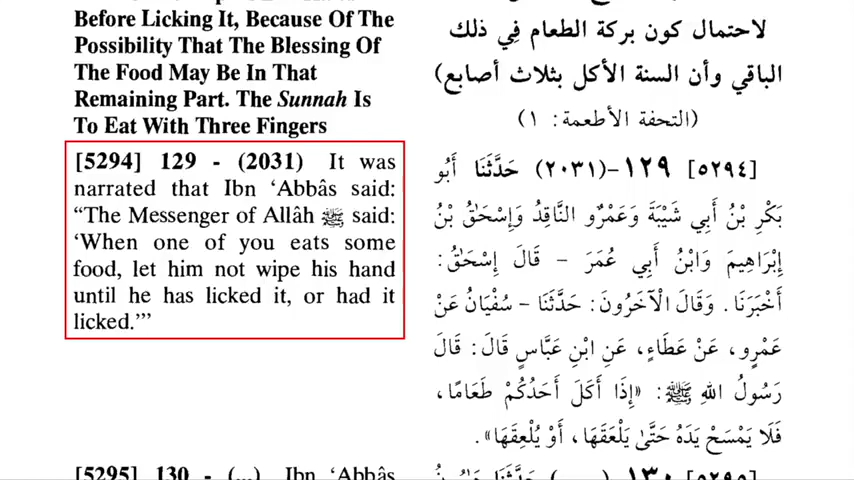 Before Licking It, Because Of The
Possibility That The Blessing Of
The Food May Be In That
Remaining Part. The Sunnah Is
To Eat With Three Fingers
[5294] 129 - (2031) It was
narrated that Ibn ‘Abbâs said:
“The Messenger of Allâh ﷺ said:
‘When one of you eats some
food, let him not wipe his hand
until he has licked it, or had it
licked.’”
[5295] 130 - (...) Ibn ‘Abbâs
لاحتمال كون بركة الطعام فِي ذلك
الباقي وأن السنة الأكل بثلاث أصابع)
(التحفة الأطعمة: ١)
[٥٢٩٤] ١٢٩-(٢٠٣١) حَدَّثَنَا أَبُو
بَكْرِ بْنُ أَبِي شَيْبَةَ وَعَمْرٌو النَّاقِدُ وَإِسْحَقُ بْنُ
إِبْرَاهِيمَ وَابْنُ أَبِي عُمَرَ – قَالَ إِسْحَقُ:
أَخْبَرَنَا. وَقَالَ الْآخَرُونَ: حَدَّثَنَا – سُفْيَانُ عَنْ
عَمْرٍو، عَنْ عَطَاءٍ، عَنِ ابْنِ عَبَّاسٍ قَالَ: قَالَ
رَسُولُ اللهِ ﷺ: «إِذَا أَكَلَ أَحَدُكُمْ طَعَامًا،
فَلَا يَمْسَحْ يَدَهُ حَتَّىٰ يَلْعَقَهَا، أَوْ يُلْعِقَهَا».
[٥٢٩٥] ١٣٠